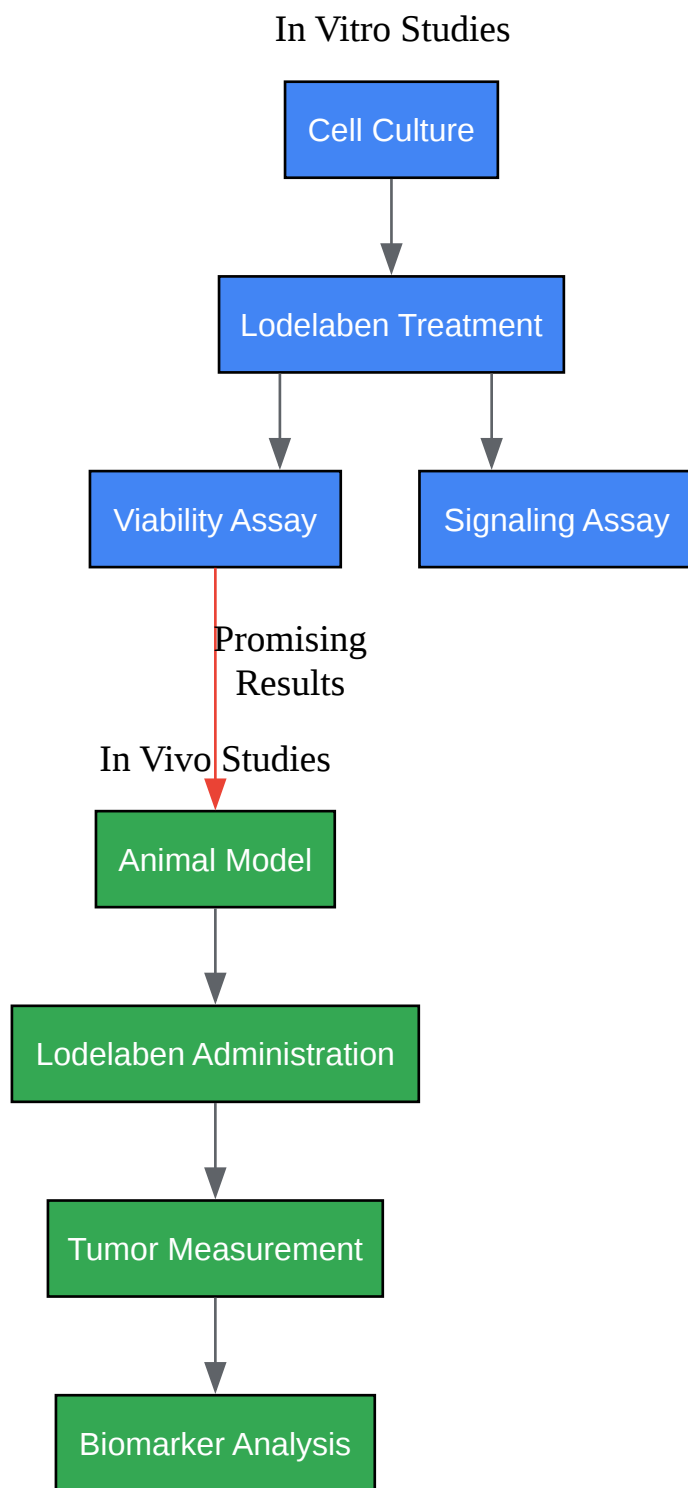 In Vitro Studies
Cell Culture
Lodelaben Treatment
Viability Assay
Signaling Assay
Promising
Results
In Vivo Studies
Animal Model
Lodelaben Administration
Tumor Measurement
Biomarker Analysis